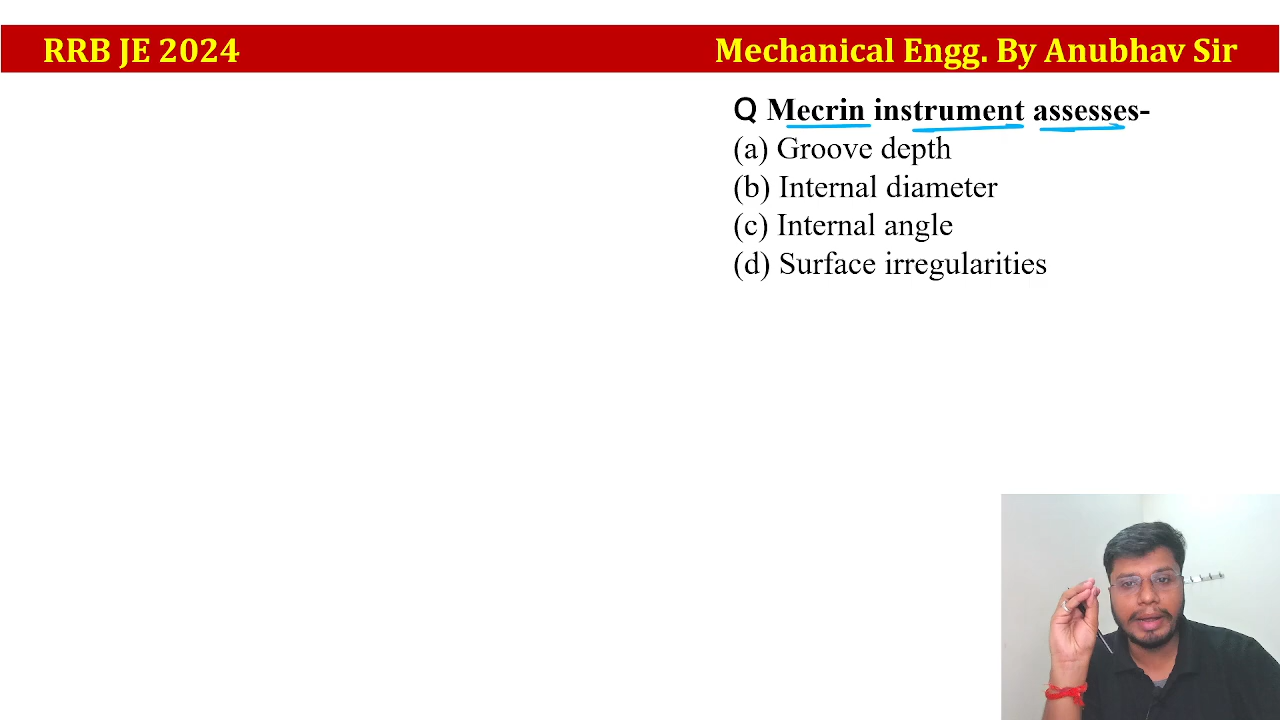 RRB JE 2024
Mechanical Engg. By Anubhav Sir
Q Mecrin instrument assesses-
(a) Groove depth
(b) Internal diameter
(c) Internal angle
(d) Surface irregularities